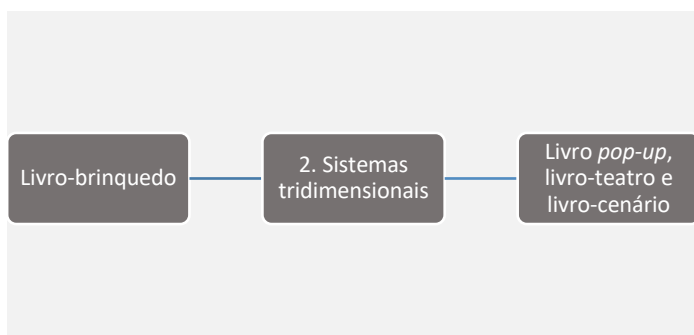 Livro-brinquedo
2. Sistemas
tridimensionais
Livro pop-up,
livro-teatro e
livro-cenário